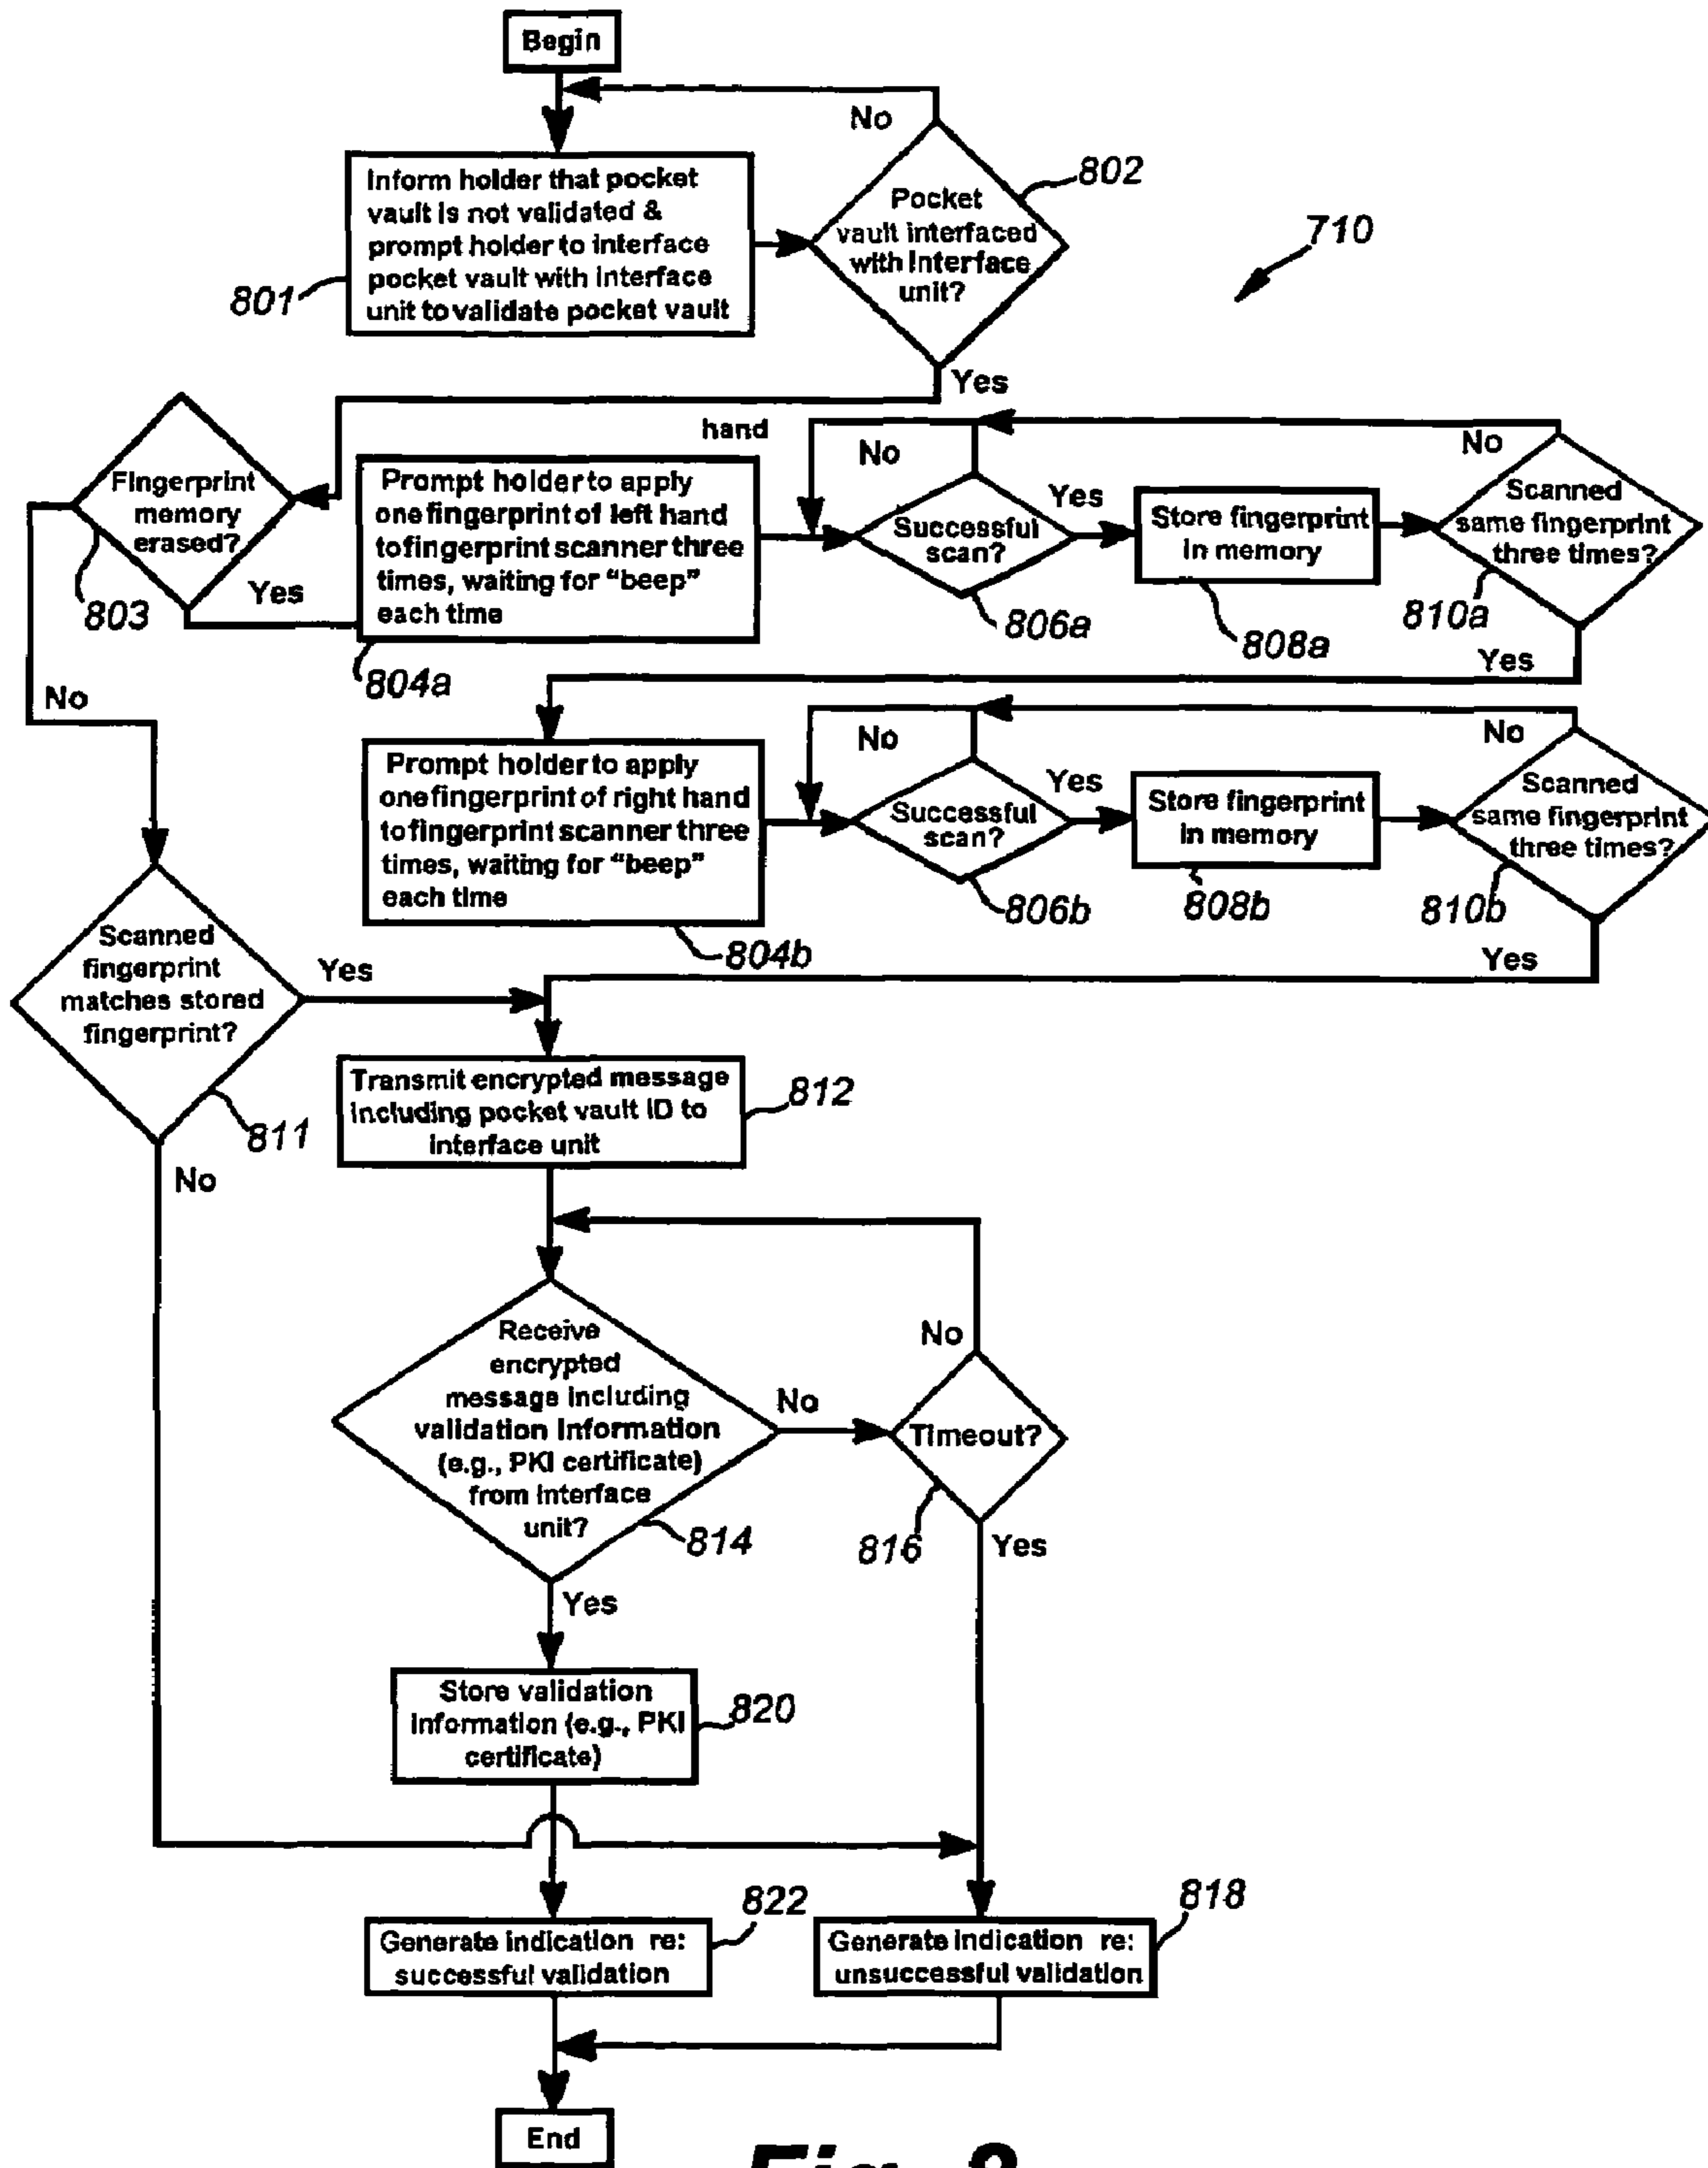 Begin
No
Inform holder that pocket
vault is not validated &
prompt holder to interface
pocket vault with interface
unit to validate pocket vault
801
Pocket
vault interfaced
with Interface
unit?
802
710
Yes
Fingerprint
memory
erased?
803
Yes
No
hand
Prompt holder to apply
one fingerprint of left hand
to fingerprint scanner three
times, waiting for "beep"
each time
804a
No
Successful
scan?
806a
Yes
Store fingerprint
in memory
808a
No
Scanned
same fingerprint
three times?
810a
Yes
Prompt holder to apply
one fingerprint of right hand
to fingerprint scanner three
times, waiting for "beep"
each time
804b
No
Successful
scan?
806b
Yes
Store fingerprint
in memory
808b
No
Scanned
same fingerprint
three times?
810b
Yes
Scanned
fingerprint
matches stored
fingerprint?
811
Yes
No
Transmit encrypted message
including pocket vault ID to
interface unit
812
Receive
encrypted
message including
validation Information
(e.g., PKI certificate)
from interface
unit?
814
No
No
Timeout?
816
Yes
Yes
Store validation
Information (e.g., PKI
certificate)
820
Generate indication re:
successful validation
822
Generate indication re:
unsuccessful validation
818
End
Fig.